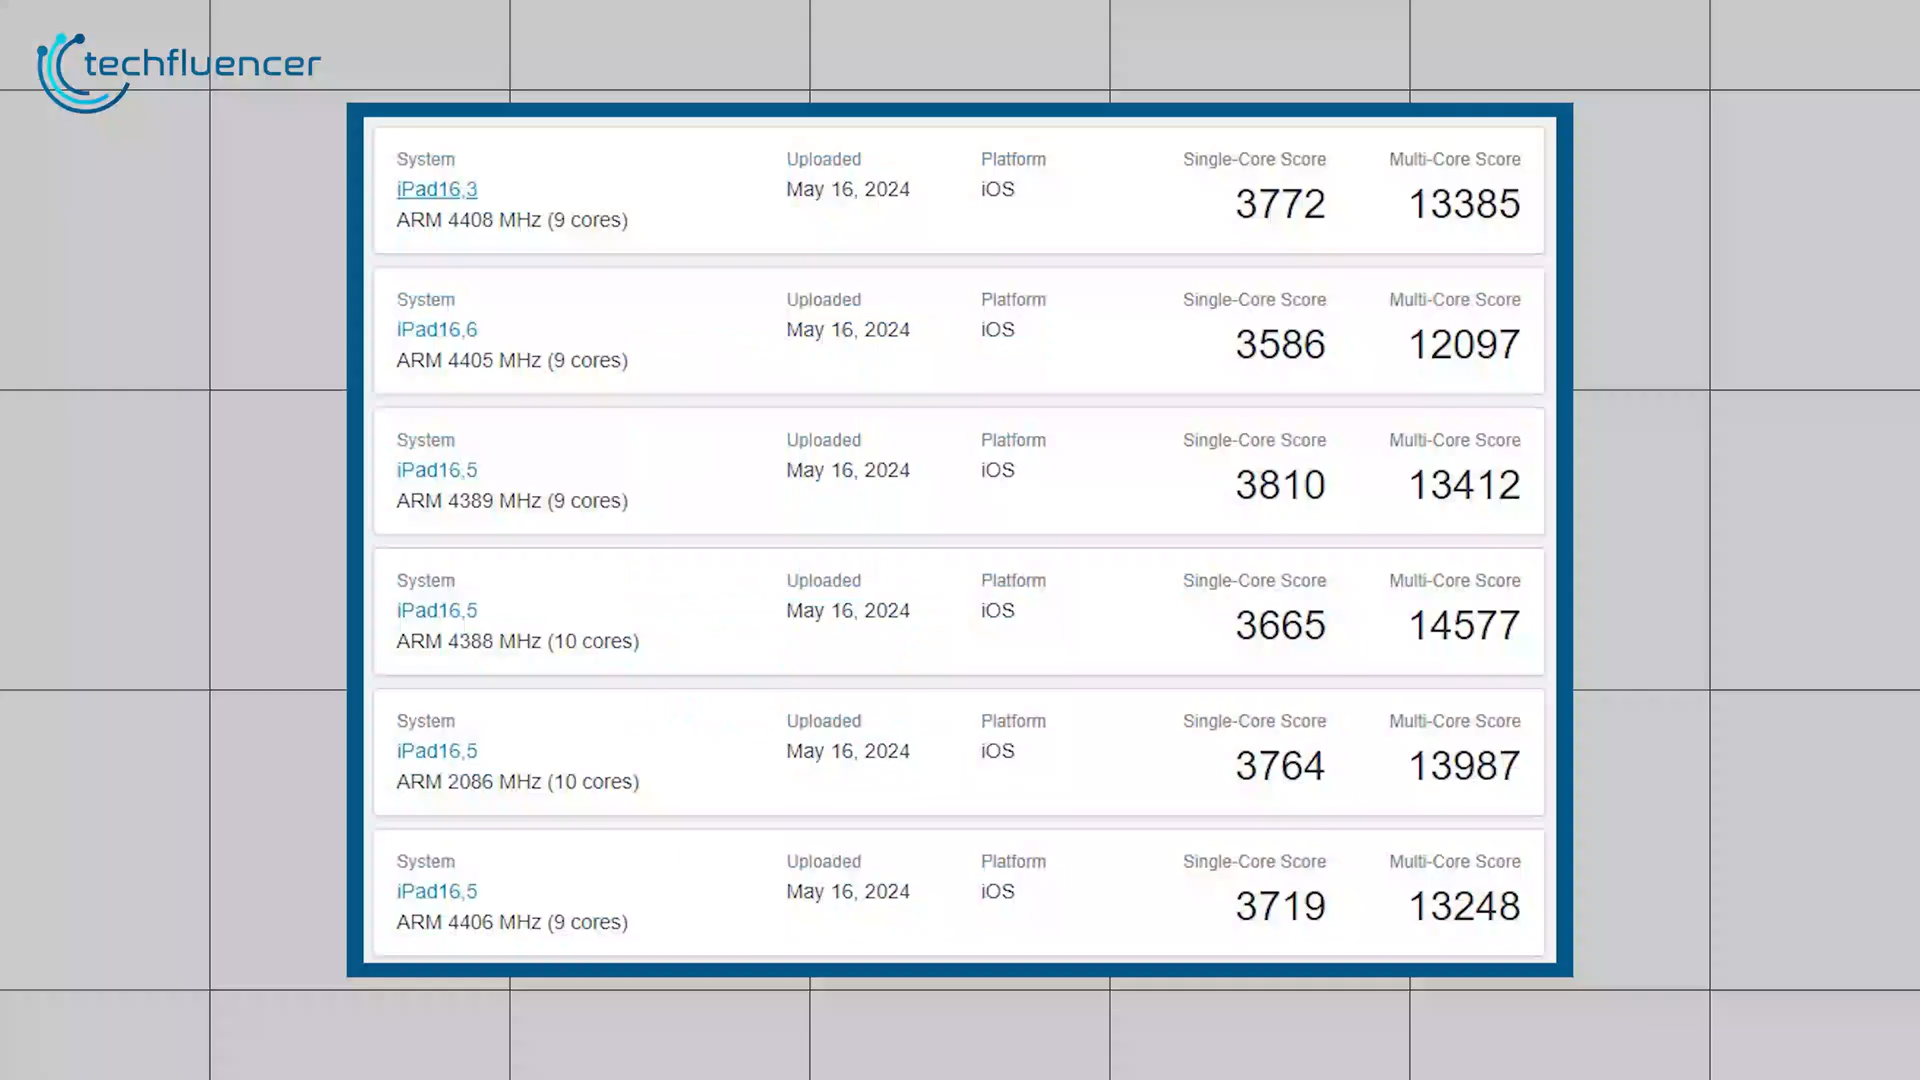 techfluencer
System Uploaded Platform Single-Core Score Multi-Core Score
iPad16,3 May 16, 2024 iOS 3772 13385
ARM 4408 MHz (9 cores)
System Uploaded Platform Single-Core Score Multi-Core Score
iPad16,6 May 16, 2024 iOS 3586 12097
ARM 4405 MHz (9 cores)
System Uploaded Platform Single-Core Score Multi-Core Score
iPad16,5 May 16, 2024 iOS 3810 13412
ARM 4389 MHz (9 cores)
System Uploaded Platform Single-Core Score Multi-Core Score
iPad16,5 May 16, 2024 iOS 3665 14577
ARM 4388 MHz (10 cores)
System Uploaded Platform Single-Core Score Multi-Core Score
iPad16,5 May 16, 2024 iOS 3764 13987
ARM 2086 MHz (10 cores)
System Uploaded Platform Single-Core Score Multi-Core Score
iPad16,5 May 16, 2024 iOS 3719 13248
ARM 4406 MHz (9 cores)